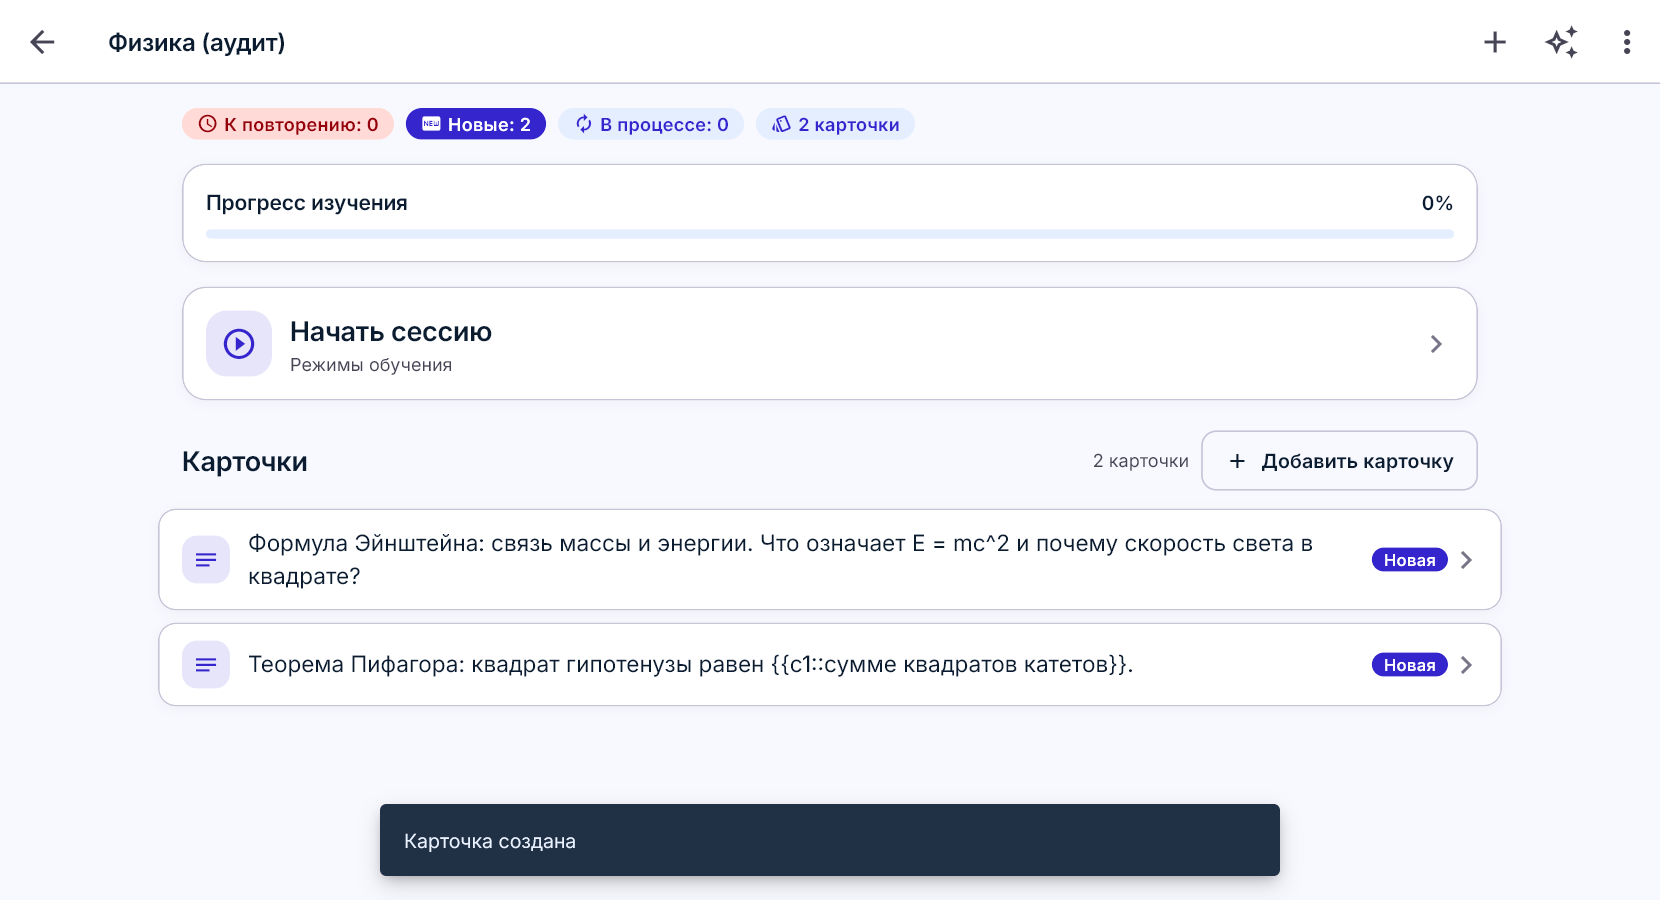 Физика (аудит)
К повторению: 0
NEW Новые: 2
В процессе: 0
2 карточки
Прогресс изучения
0%
Начать сессию
Режимы обучения
Карточки
2 карточки
+ Добавить карточку
Формула Эйнштейна: связь массы и энергии. Что означает E = mc^2 и почему скорость света в
квадрате?
Новая
Теорема Пифагора: квадрат гипотенузы равен {{c1::сумме квадратов катетов}}.
Новая
Карточка создана